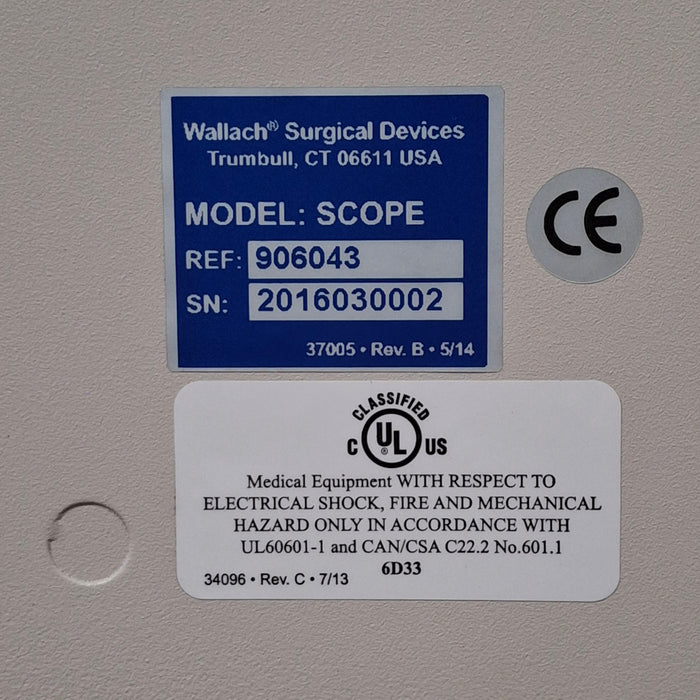 Wallach® Surgical Devices
Trumbull, CT 06611 USA
MODEL: SCOPE
REF: 906043
SN: 2016030002
37005 • Rev. B • 5/14
CE
CLASSIFIED
C UL® US
Medical Equipment WITH RESPECT TO
ELECTRICAL SHOCK, FIRE AND MECHANICAL
HAZARD ONLY IN ACCORDANCE WITH
UL60601-1 and CAN/CSA C22.2 No.601.1
6D33
34096 • Rev. C • 7/13